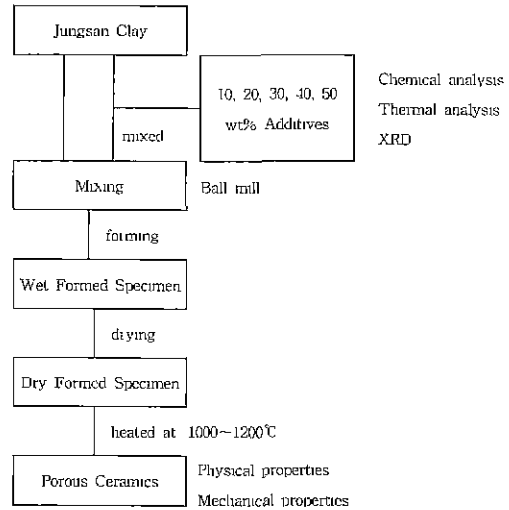 Jungsan Clay
10, 20, 30, 40, 50
wt% Additives
Chemical analysis
Thermal analysis
XRD
mixed
Mixing
Ball mill
forming
Wet Formed Specimen
drying
Dry Formed Specimen
heated at 1000~1200℃
Porous Ceramics
Physical properties
Mechanical properties